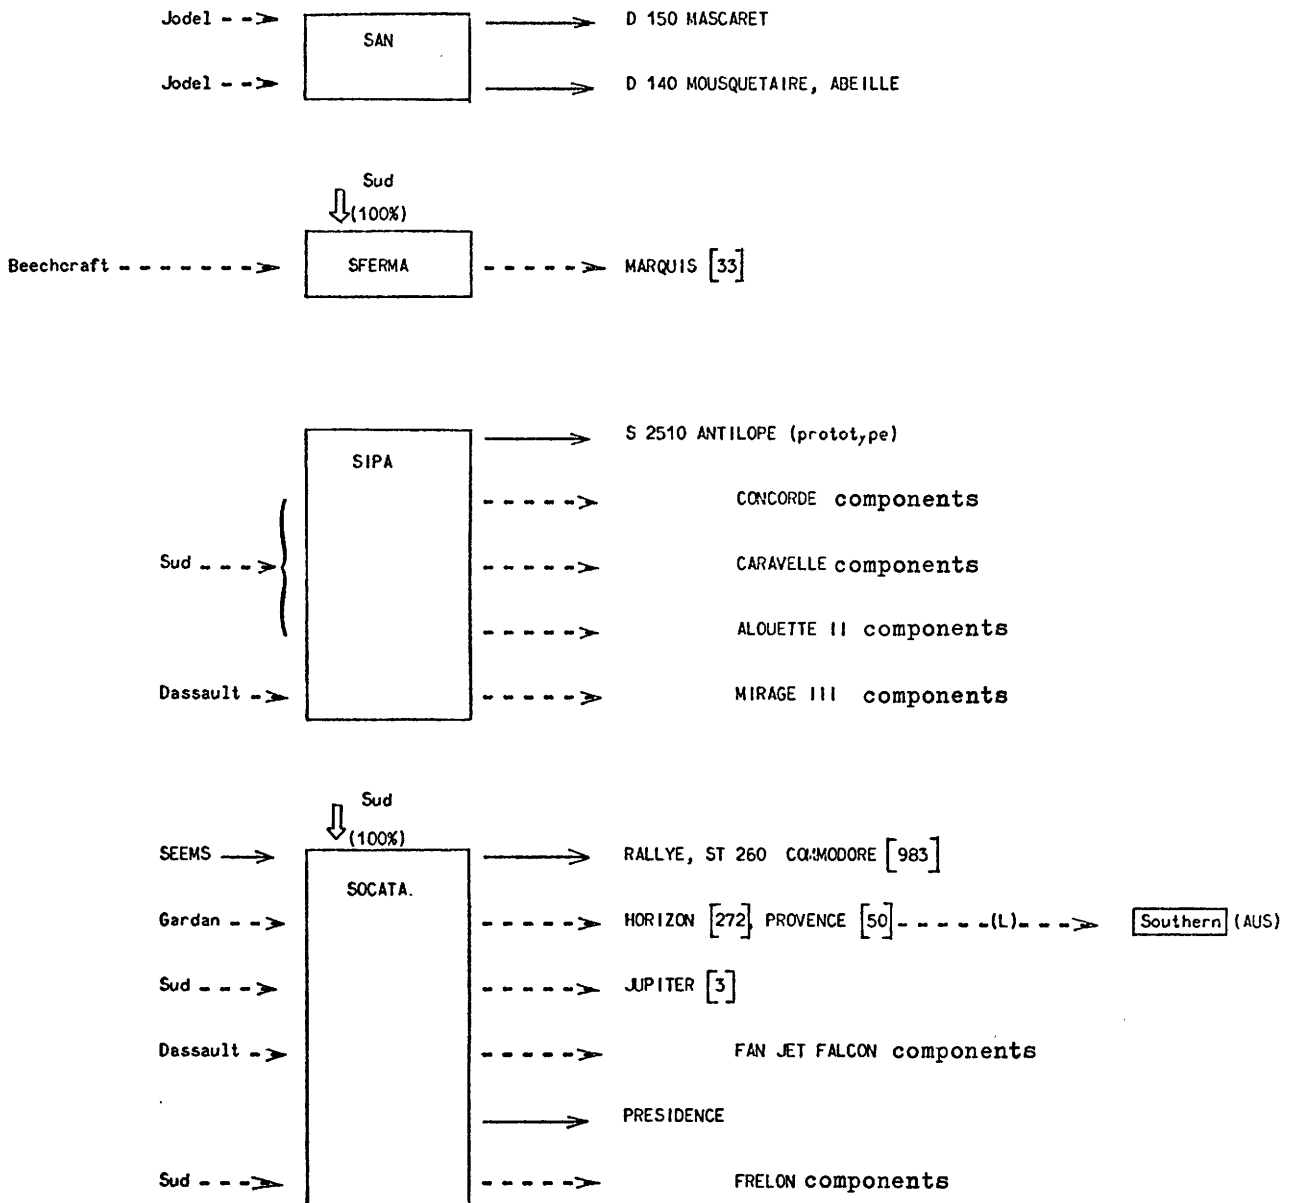 Jodel D 150 MASCARET
SAN
Jodel D 140 MOUSQUETAIRE, ABEILLE
Sud
(100%)
Beechcraft SFERMA MARQUIS [33]
S 2510 ANTILOPE (prototype)
SIPA
CONCORDE components
Sud CARAVELLE components
ALOUETTE II components
Dassault MIRAGE III components
Sud
(100%)
SEEMS RALLYE, ST 260 COMMODORE [983]
SOCATA.
Gardan HORIZON [272], PROVENCE [50] (L) Southern (AUS)
Sud JUPITER [3]
Dassault FAN JET FALCON components
PRESIDENCE
Sud FRELON components